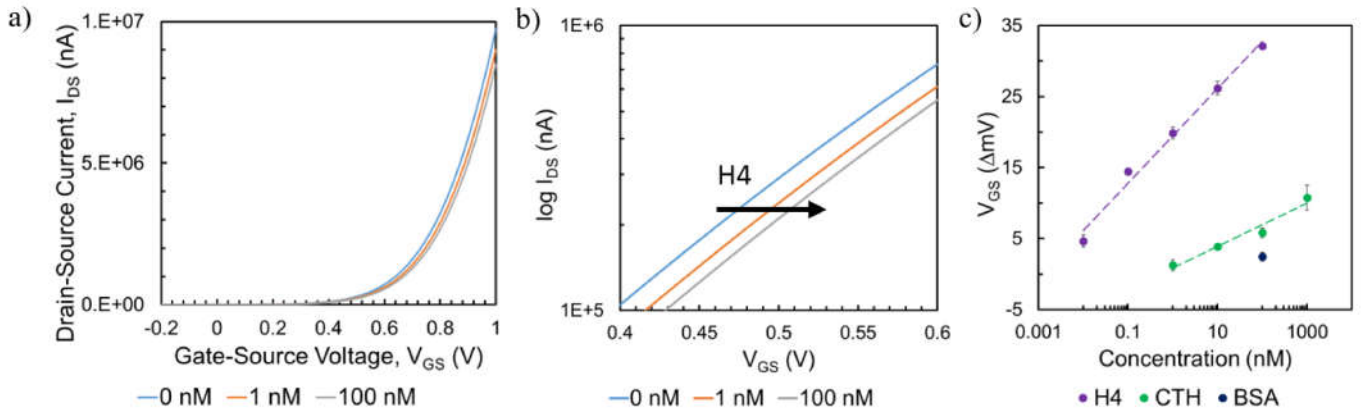 a)
Drain-Source Current, I_DS (nA)
1.E+07
5.E+06
0.E+00
-0.2 0 0.2 0.4 0.6 0.8 1
Gate-Source Voltage, V_GS (V)
0 nM 1 nM 100 nM
b)
log I_DS (nA)
1E+6
1E+5
H4
0.4 0.45 0.5 0.55 0.6
V_GS (V)
0 nM 1 nM 100 nM
c)
V_GS (ΔmV)
35
25
15
5
-5
0.001 0.1 10 1000
Concentration (nM)
H4 CTH BSA